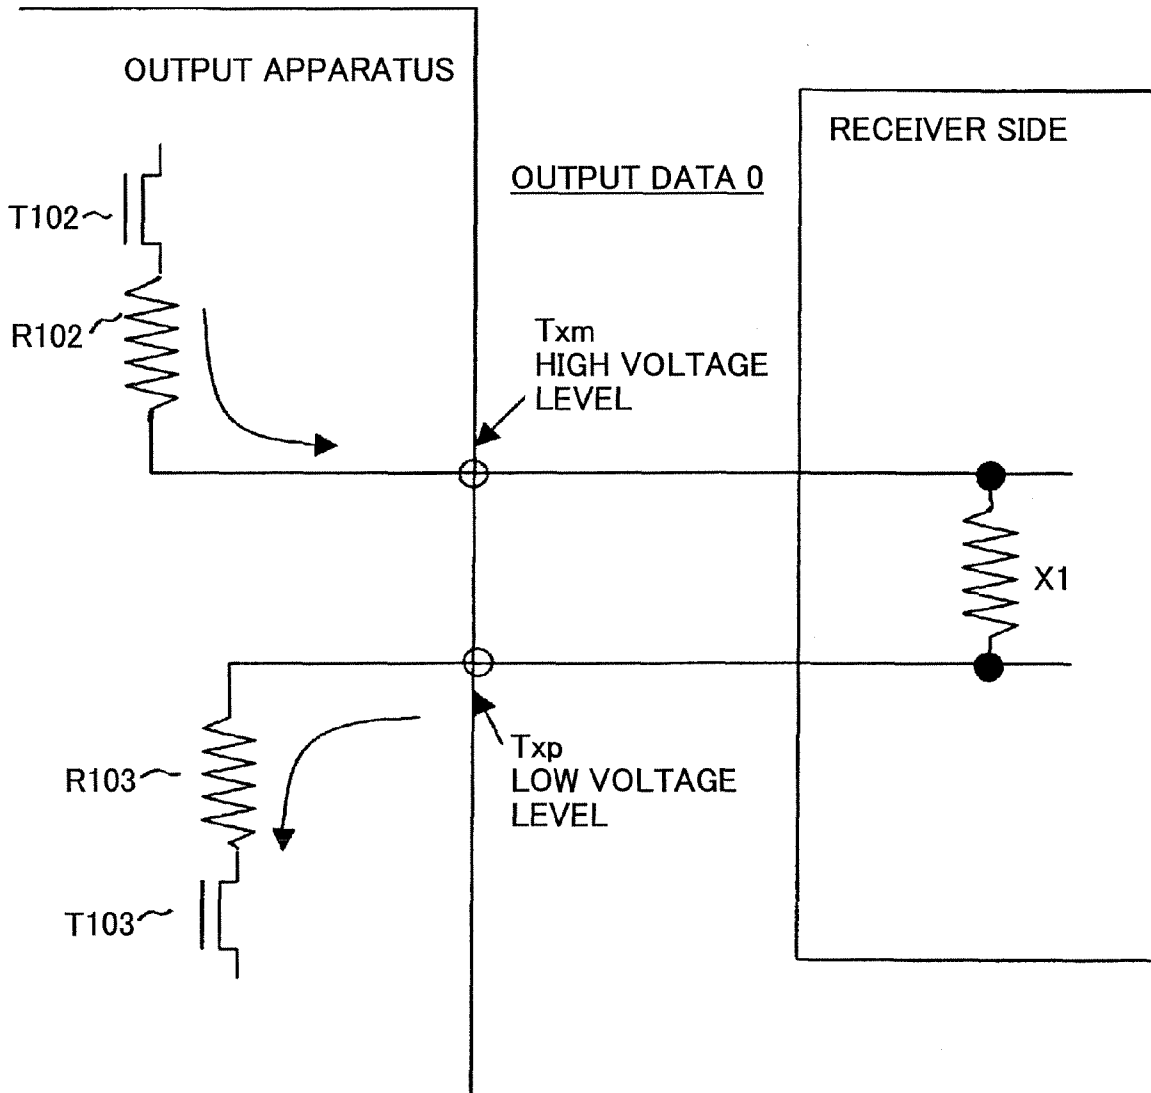 OUTPUT APPARATUS
RECEIVER SIDE
OUTPUT DATA 0
T102
R102
Txm
HIGH VOLTAGE
LEVEL
X1
R103
Txp
LOW VOLTAGE
LEVEL
T103